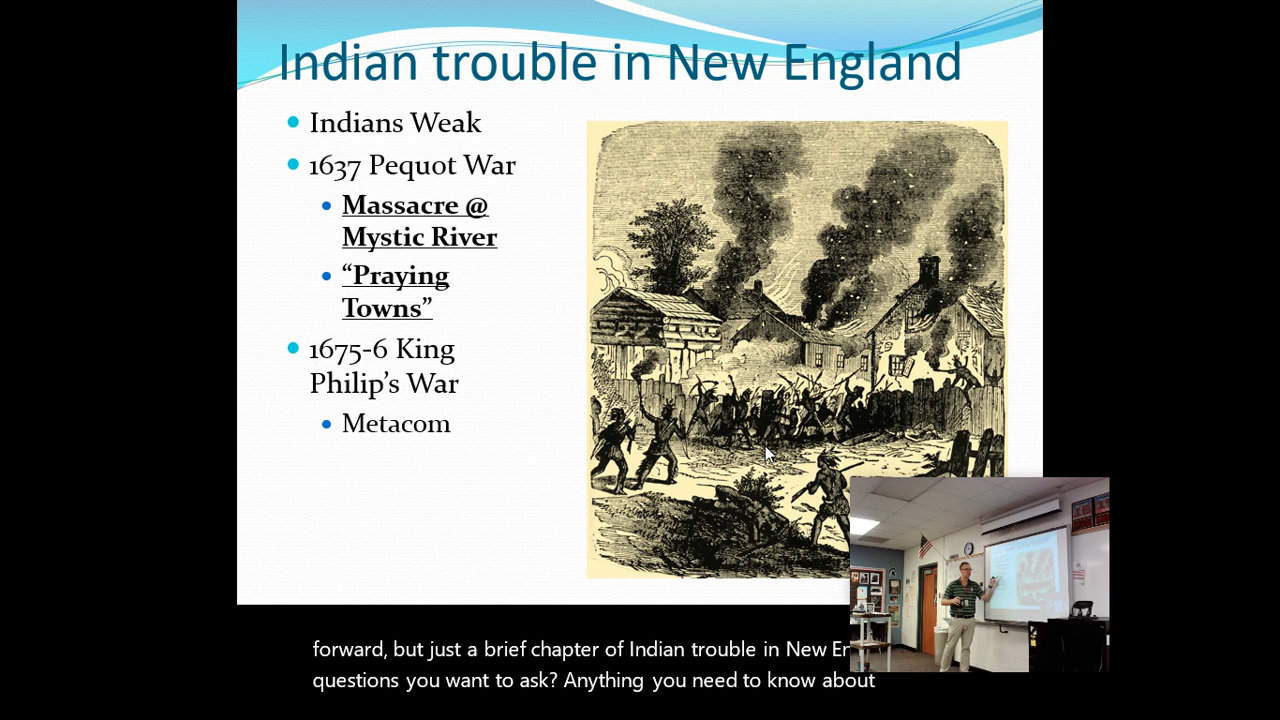 Indian trouble in New England
Indians Weak
1637 Pequot War
Massacre @
Mystic River
“Praying
Towns”
1675-6 King
Philip’s War
Metacom
forward, but just a brief chapter of Indian trouble in New
questions you want to ask? Anything you need to know about